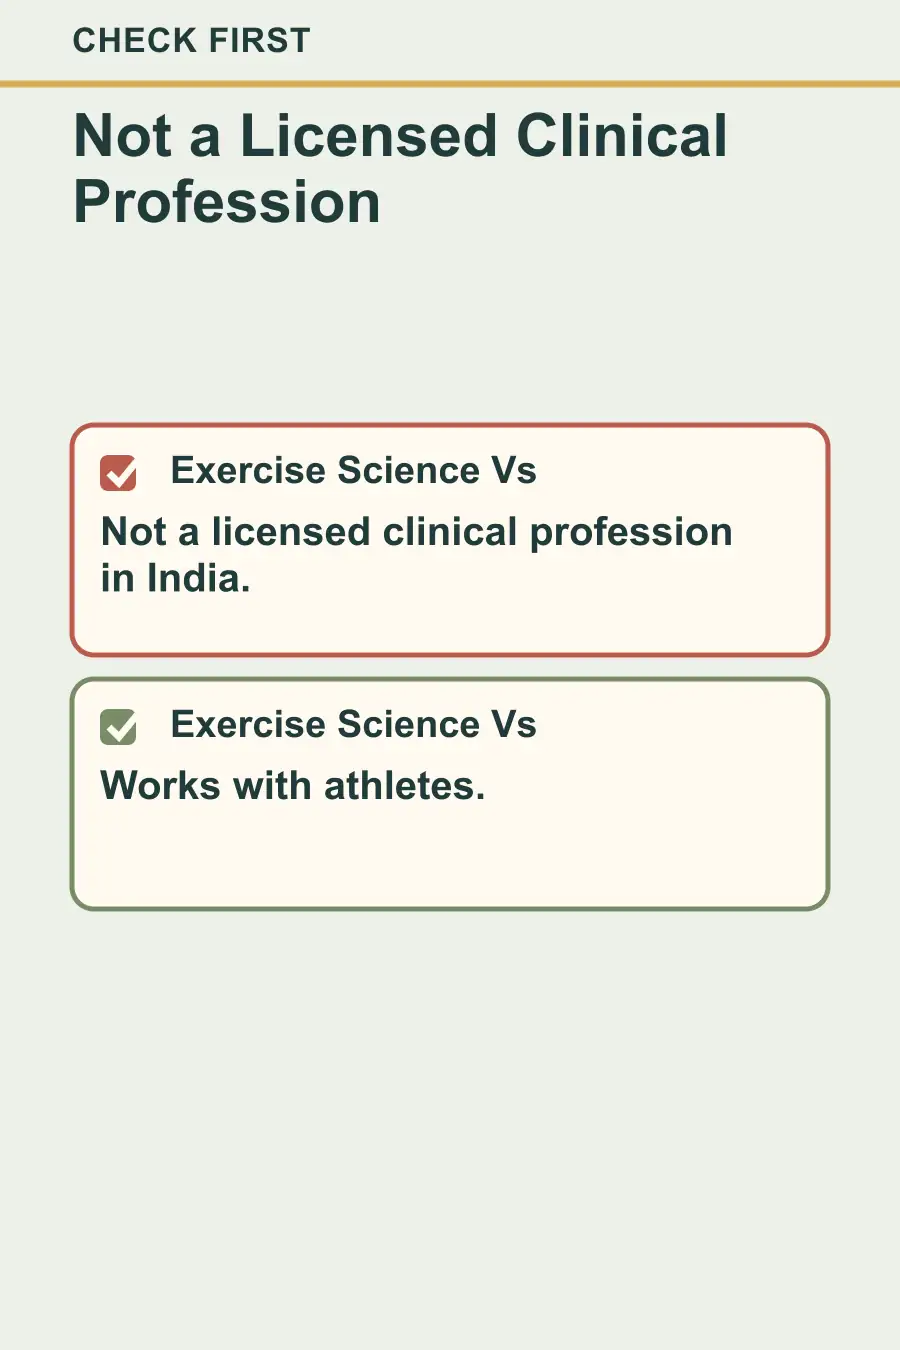 CHECK FIRST
Not a Licensed Clinical
Profession
Exercise Science Vs
Not a licensed clinical profession
in India.
Exercise Science Vs
Works with athletes.